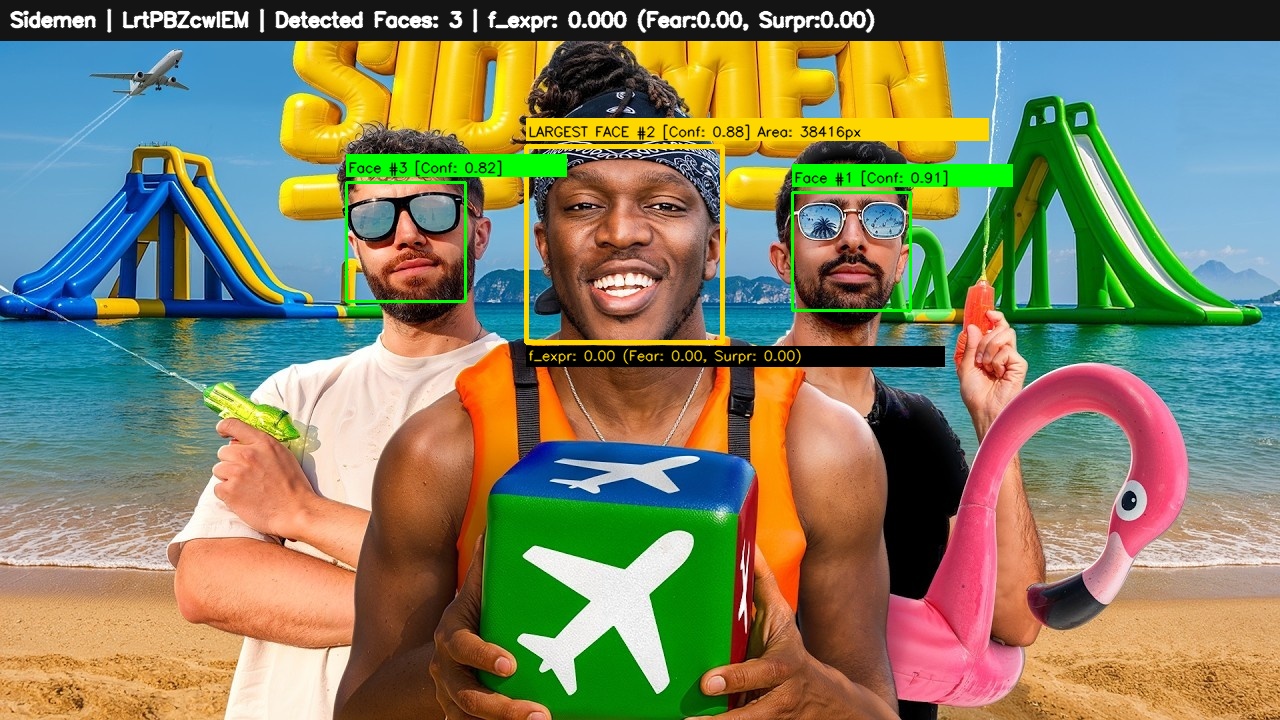 Sidemen | LrtPBZcwIEM | Detected Faces: 3 | f_expr: 0.000 (Fear:0.00, Surpr:0.00)
LARGEST FACE #2 [Conf: 0.88] Area: 38416px
Face #3 [Conf: 0.82]
Face #1 [Conf: 0.91]
f_expr: 0.00 (Fear: 0.00, Surpr: 0.00)